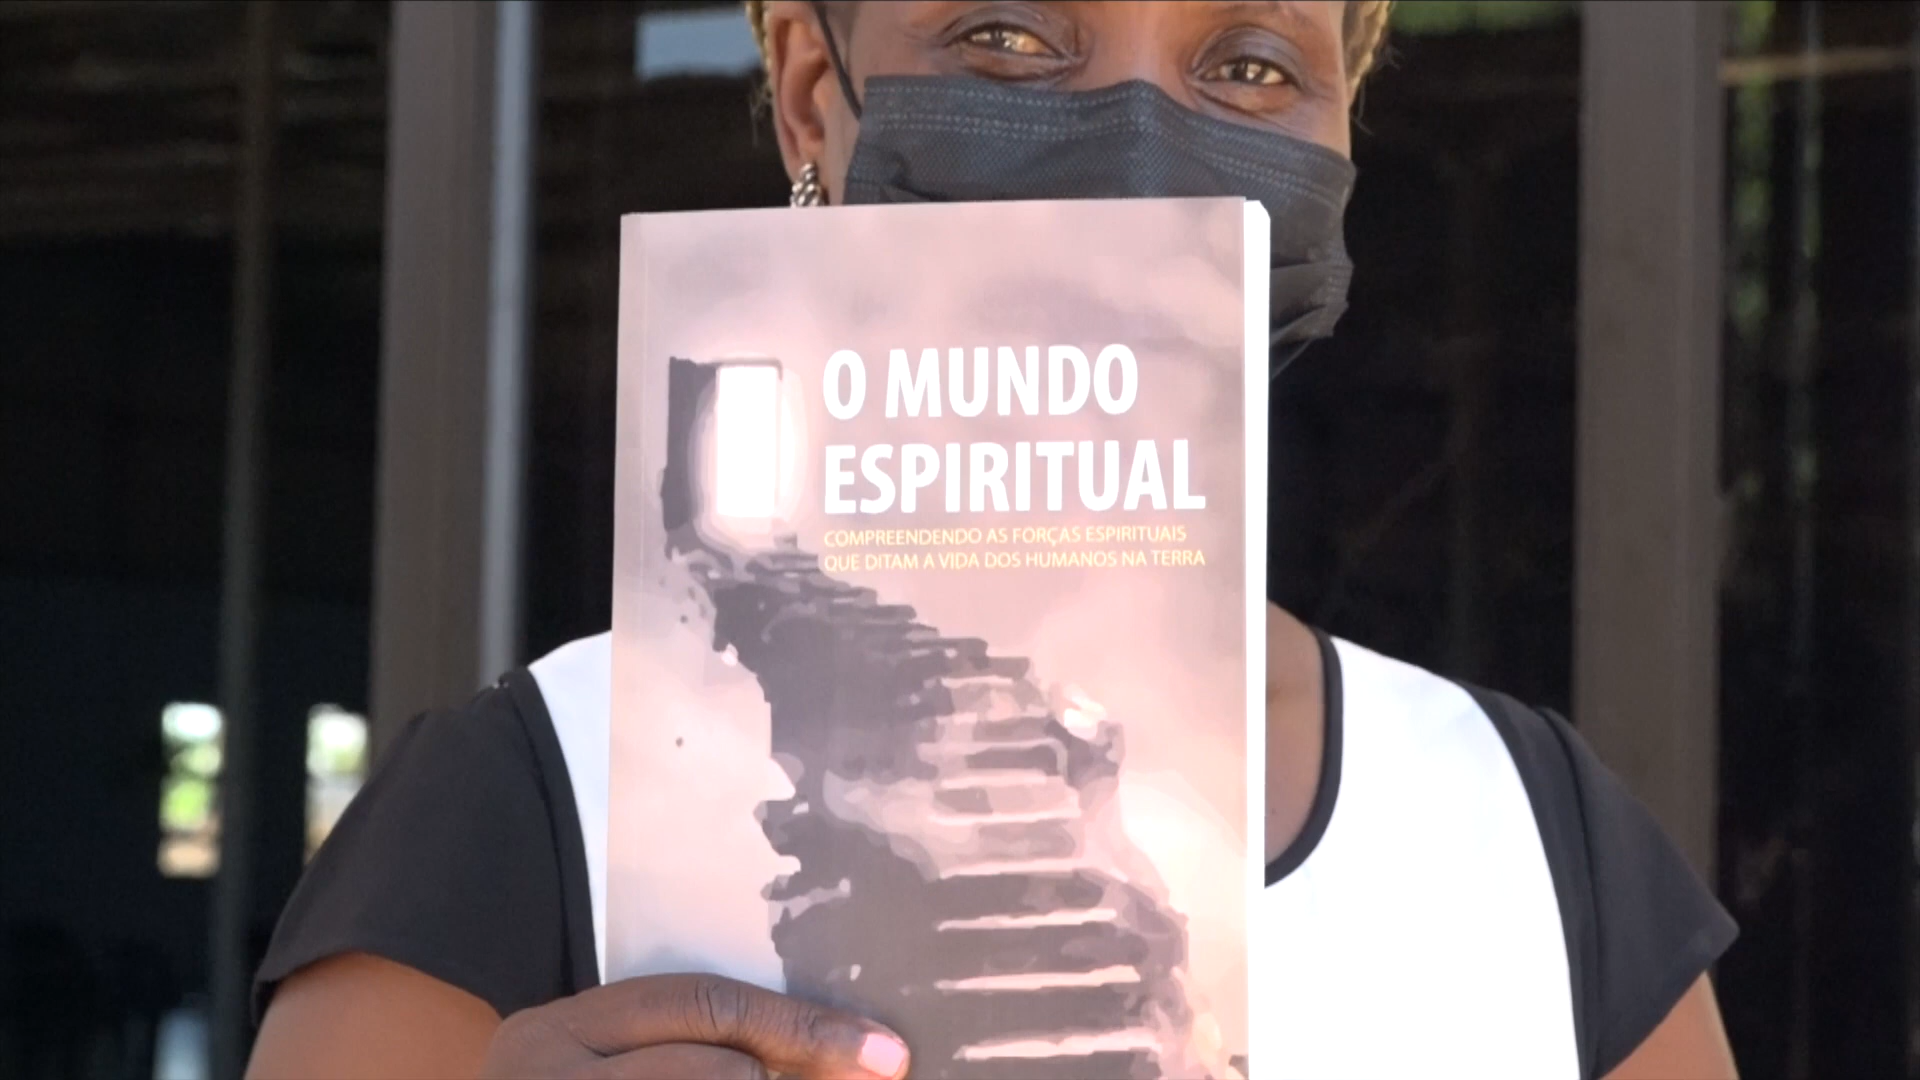 O MUNDO
ESPIRITUAL
COMPREENDENDO AS FORÇAS ESPIRITUAIS
QUE DITAM A VIDA DOS HUMANOS NA TERRA